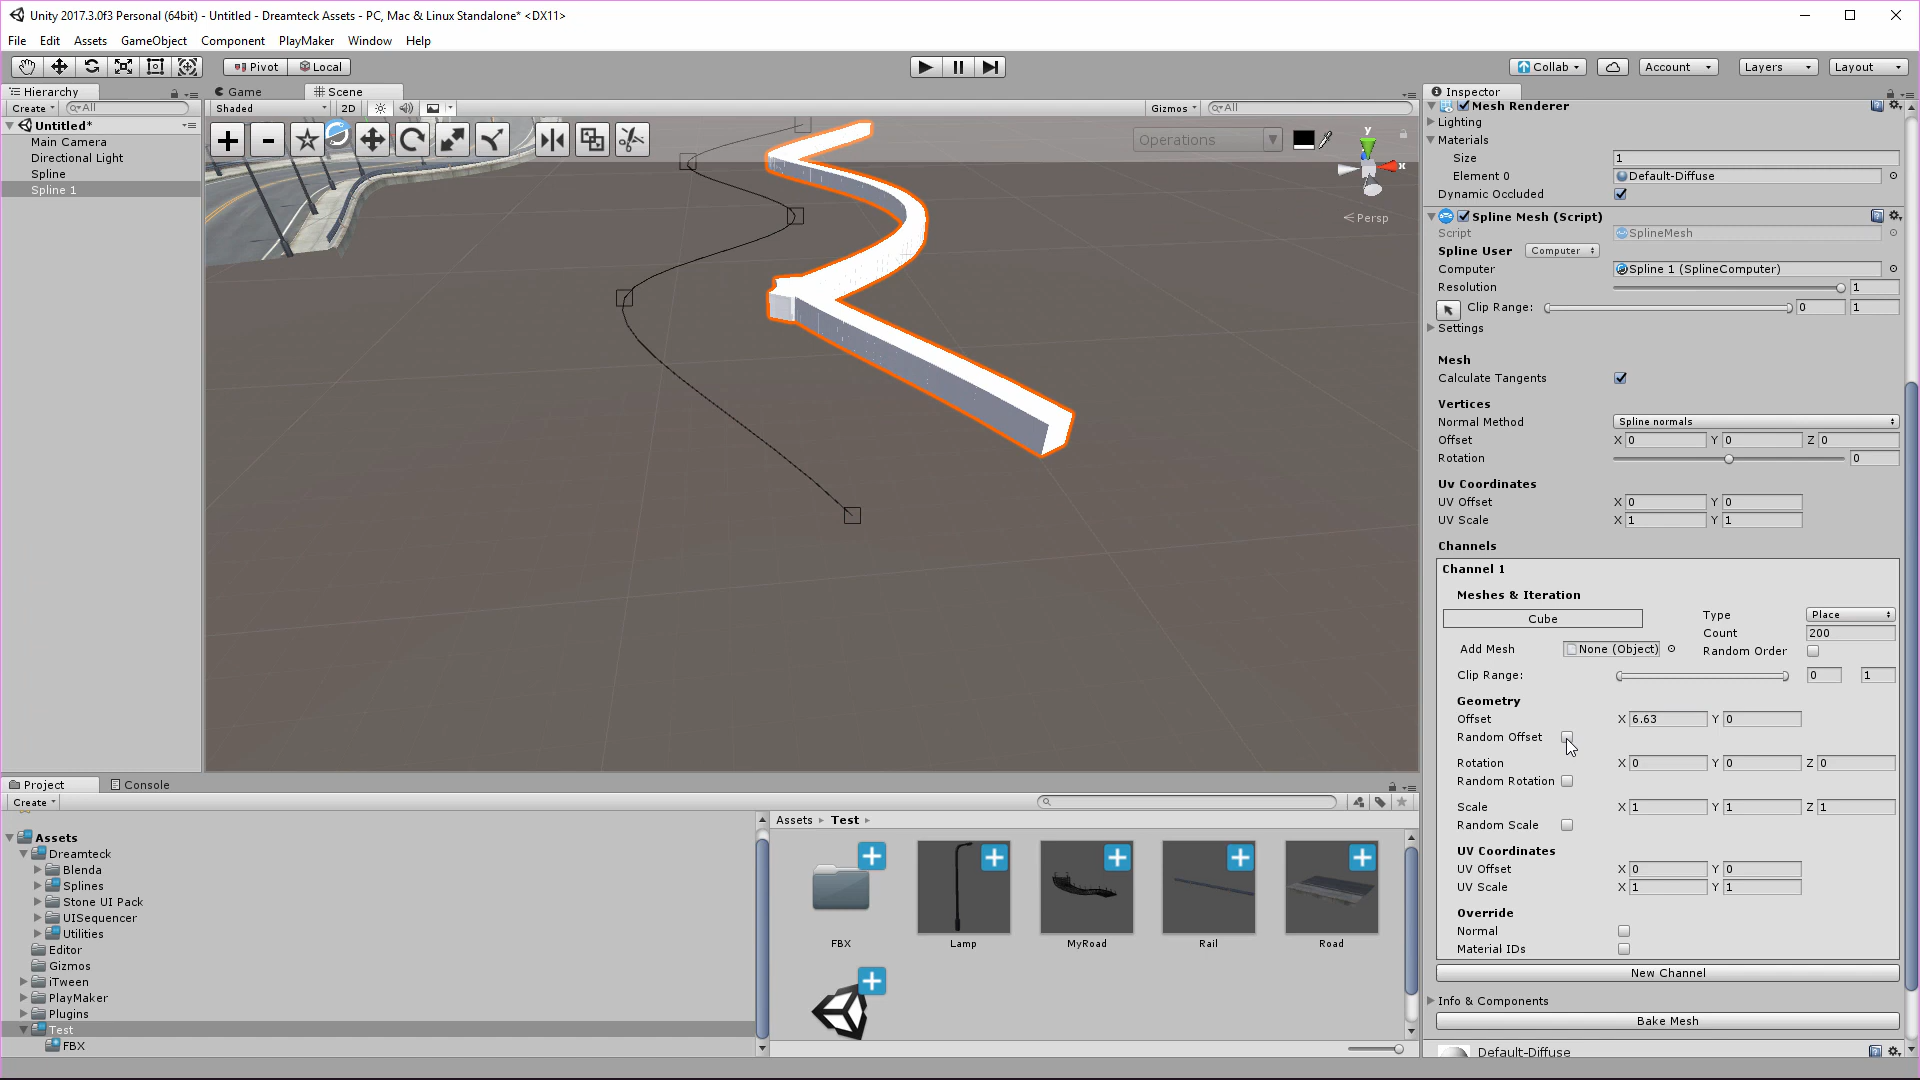 Unity 2017.3.0f3 Personal (64bit) - Untitled - Dreamteck Assets - PC, Mac & Linux Standalone* <DX11>
File Edit Assets GameObject Component PlayMaker Window Help
Pivot Local Collab Account Layers Layout
Hierarchy
Create All
Untitled*
Main Camera
Directional Light
Spline
Spline 1
Game Scene
Shaded 2D Gizmos All
Operations
y
x
Persp
Inspector
Mesh Renderer
Lighting
Materials
Size 1
Element 0 Default-Diffuse
Dynamic Occluded
Spline Mesh (Script)
Script SplineMesh
Spline User Computer
Computer Spline 1 (SplineComputer)
Resolution 1
Clip Range: 0 1
Settings
Mesh
Calculate Tangents
Vertices
Normal Method Spline normals
Offset X 0 Y 0 Z 0
Rotation 0
Uv Coordinates
UV Offset X 0 Y 0
UV Scale X 1 Y 1
Channels
Channel 1
Meshes & Iteration
Cube Type Place
Count 200
Add Mesh None (Object) Random Order
Clip Range: 0 1
Geometry
Offset X 6.63 Y 0
Random Offset
Rotation X 0 Y 0 Z 0
Random Rotation
Scale X 1 Y 1 Z 1
Random Scale
UV Coordinates
UV Offset X 0 Y 0
UV Scale X 1 Y 1
Override
Normal
Material IDs
New Channel
Info & Components
Bake Mesh
Default-Diffuse
Project Console
Create
Assets
Dreamteck
Blenda
Splines
Stone UI Pack
UISequencer
Utilities
Editor
Gizmos
iTween
PlayMaker
Plugins
Test
FBX
Assets Test
FBX Lamp MyRoad Rail Road